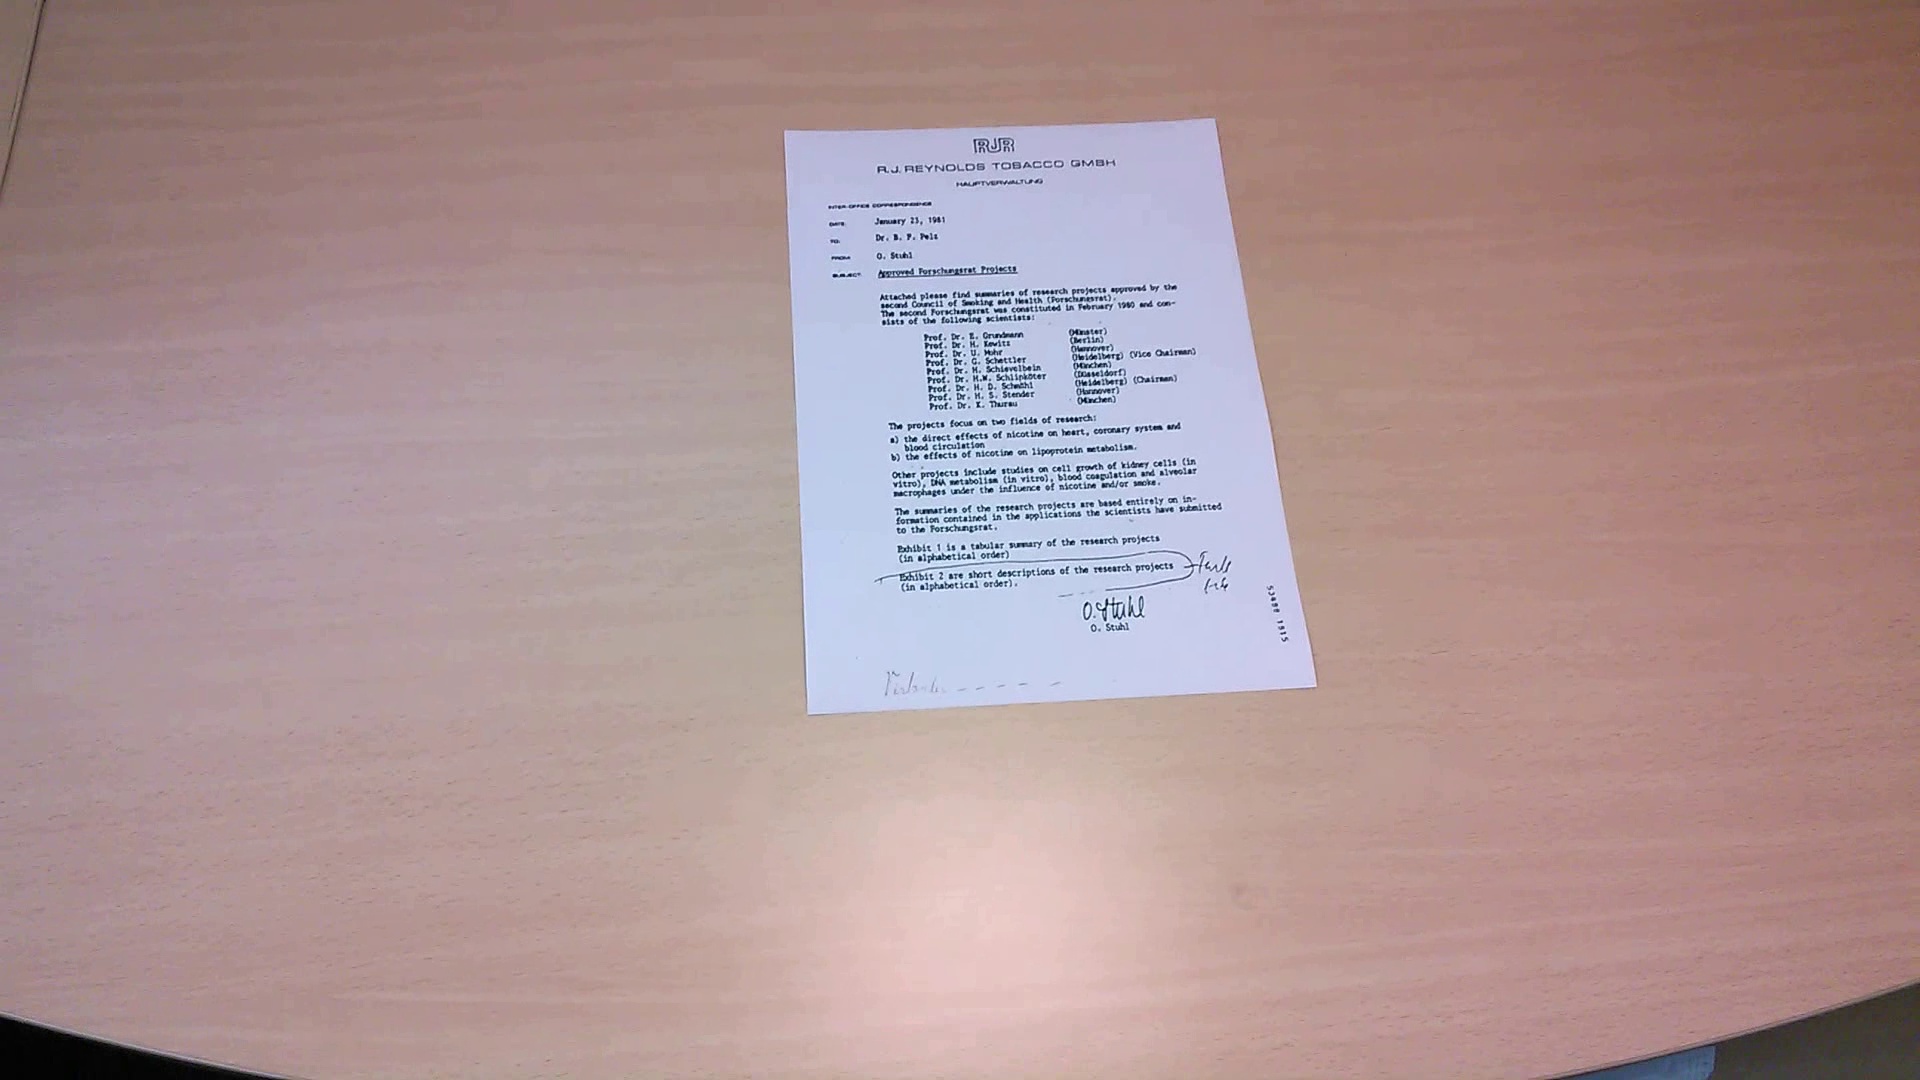 RJR
R.J. REYNOLDS TOBACCO GMBH
HAUPTVERWALTUNG
INTER-OFFICE CORRESPONDENCE
DATE: January 23, 1981
TO: Dr. B. F. Pelz
FROM: O. Stuhl
SUBJECT: Approved Forschungsrat Projects
Attached please find summaries of research projects approved by the
second Council of Smoking and Health (Forschungsrat).
The second Forschungsrat was constituted in February 1980 and con-
sists of the following scientists:
Prof. Dr. E. Grundmann (Münster)
Prof. Dr. H. Kewitz (Berlin)
Prof. Dr. U. Mohr (Hannover)
Prof. Dr. G. Schettler (Heidelberg) (Vice Chairman)
Prof. Dr. H. Schievelbein (München)
Prof. Dr. H.W. Schlipköter (Düsseldorf)
Prof. Dr. H. D. Schmähl (Heidelberg) (Chairman)
Prof. Dr. H. S. Stender (Hannover)
Prof. Dr. K. Thurau (München)
The projects focus on two fields of research:
a) the direct effects of nicotine on heart, coronary system and
blood circulation
b) the effects of nicotine on lipoprotein metabolism.
Other projects include studies on cell growth of kidney cells (in
vitro), DNA metabolism (in vitro), blood coagulation and alveolar
macrophages under the influence of nicotine and/or smoke.
The summaries of the research projects are based entirely on in-
formation contained in the applications the scientists have submitted
to the Forschungsrat.
Exhibit 1 is a tabular summary of the research projects
(in alphabetical order)
Exhibit 2 are short descriptions of the research projects
(in alphabetical order).
O. Stuhl
O. Stuhl